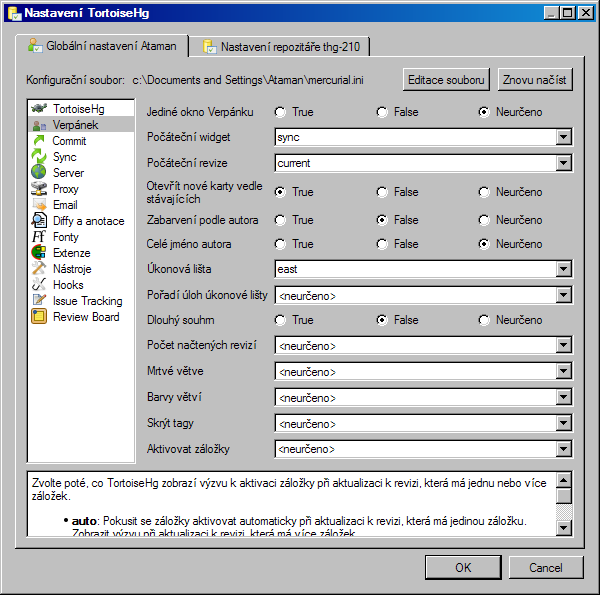 Nastavení TortoiseHg
Globální nastavení Ataman
Nastavení repozitáře thg-210
Konfigurační soubor: c:\Documents and Settings\Ataman\mercurial.ini
Editace souboru
Znovu načíst
TortoiseHg
Verpánek
Commit
Sync
Server
Proxy
Email
Diffy a anotace
Fonty
Extenze
Nástroje
Hooks
Issue Tracking
Review Board
Jediné okno Verpánku True False Neurčeno
Počáteční widget sync
Počáteční revize current
Otevřít nové karty vedle
stávajících True False Neurčeno
Zabarvení podle autora True False Neurčeno
Celé jméno autora True False Neurčeno
Úkonová lišta east
Pořadí úloh úkonové lišty <neurčeno>
Dlouhý souhrn True False Neurčeno
Počet načtených revizí <neurčeno>
Mrtvé větve <neurčeno>
Barvy větví <neurčeno>
Skrýt tagy <neurčeno>
Aktivovat záložky <neurčeno>
Zvolte poté, co TortoiseHg zobrazí výzvu k aktivaci záložky při aktualizaci k revizi, která má jednu nebo více
záložek.
• auto: Pokusit se záložky aktivovat automaticky při aktualizaci k revizi, která má jedinou záložku.
Zobrazit výzvu při aktualizaci k revizi, která má více záložek.
OK
Cancel